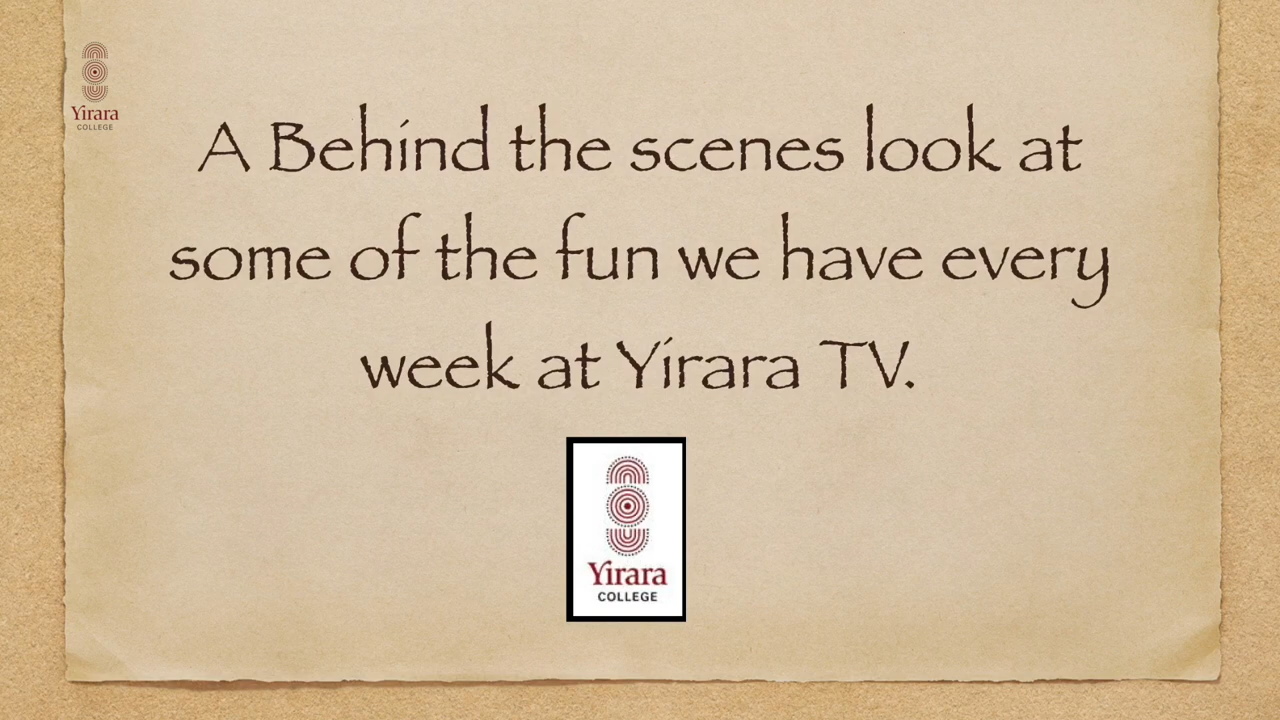 Yirara
COLLEGE
A Behind the scenes look at
some of the fun we have every
week at Yirara TV.
Yirara
COLLEGE